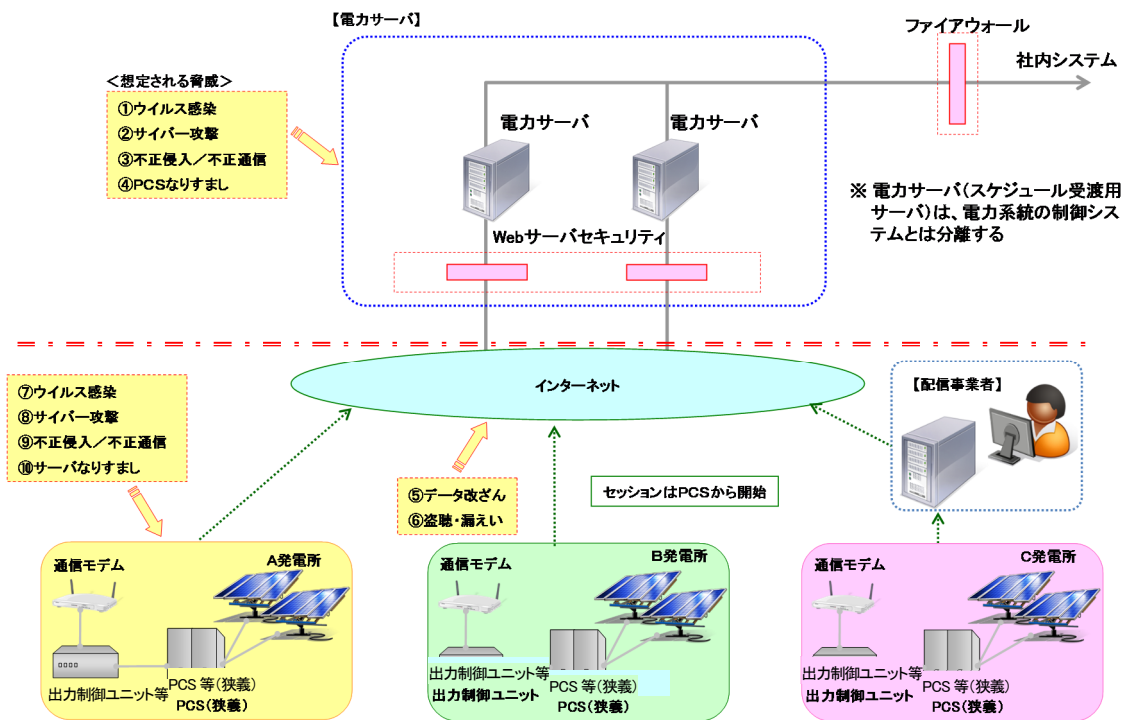 【電力サーバ】
ファイアウォール
社内システム
＜想定される脅威＞
①ウイルス感染
②サイバー攻撃
③不正侵入／不正通信
④PCSなりすまし
電力サーバ
電力サーバ
※ 電力サーバ（スケジュール受渡用
サーバ）は、電力系統の制御シス
テムとは分離する
Webサーバセキュリティ
インターネット
【配信事業者】
⑦ウイルス感染
⑧サイバー攻撃
⑨不正侵入／不正通信
⑩サーバなりすまし
⑤データ改ざん
⑥盗聴・漏えい
セッションはPCSから開始
A発電所
通信モデム
出力制御ユニット等
PCS 等（狭義）
PCS（狭義）
B発電所
通信モデム
出力制御ユニット等
出力制御ユニット
PCS 等（狭義）
PCS（狭義）
C発電所
通信モデム
出力制御ユニット等
出力制御ユニット
PCS 等（狭義）
PCS（狭義）